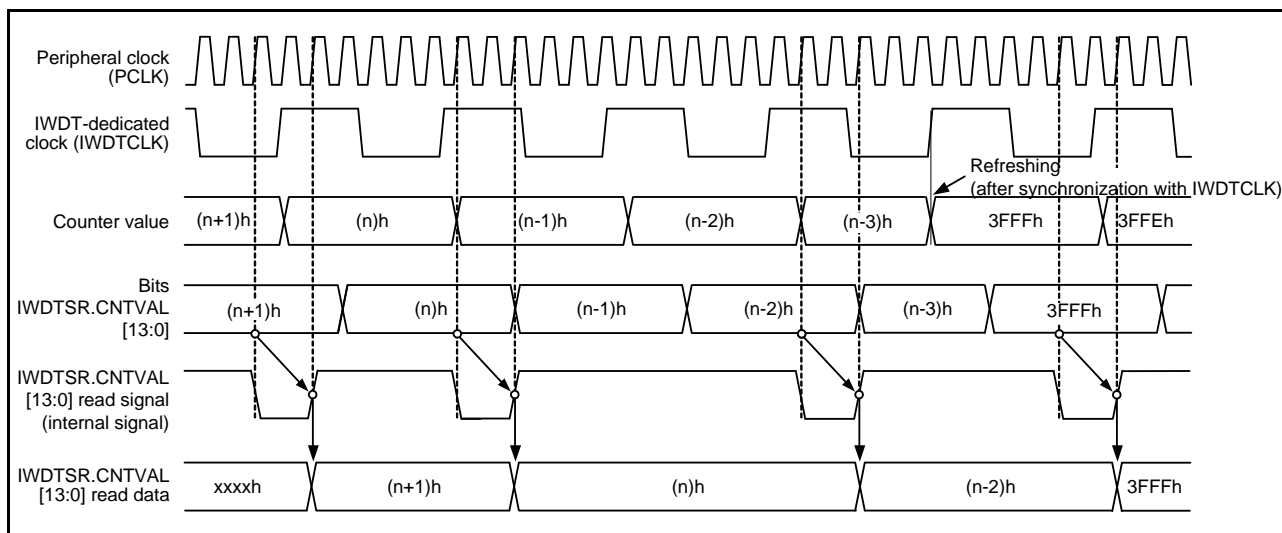 Peripheral clock
(PCLK)
IWDT-dedicated
clock (IWDTCLK)
Refreshing
(after synchronization with IWDTCLK)
Counter value
(n+1)h
(n)h
(n-1)h
(n-2)h
(n-3)h
3FFFh
3FFEh
Bits
IWDTSR.CNTVAL
[13:0]
(n+1)h
(n)h
(n-1)h
(n-2)h
(n-3)h
3FFFh
IWDTSR.CNTVAL
[13:0] read signal
(internal signal)
IWDTSR.CNTVAL
[13:0] read data
xxxxh
(n+1)h
(n)h
(n-2)h
3FFFh